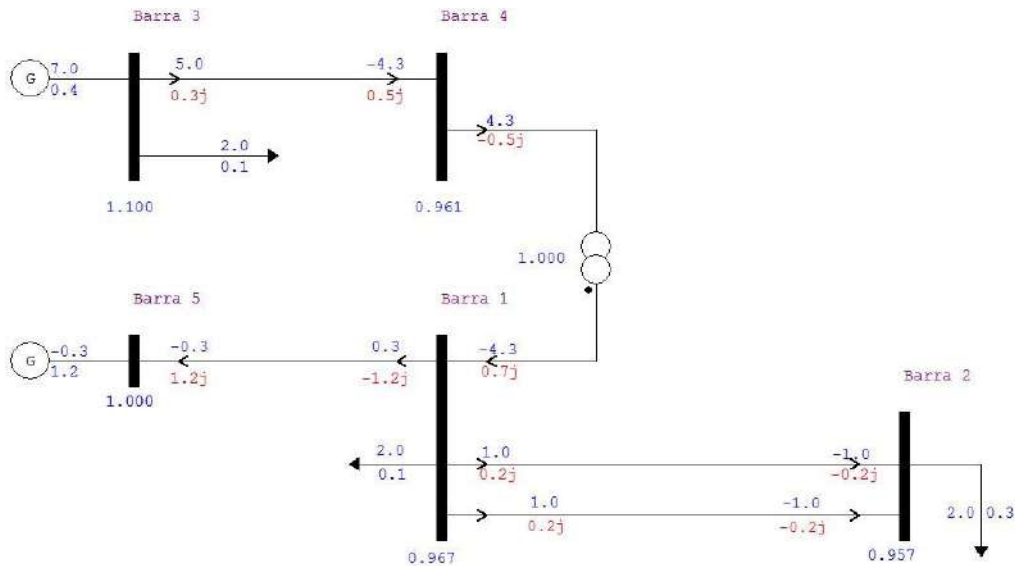 Barra 3
Barra 4
G
7.0
0.4
5.0
0.3j
-4.3
0.5j
4.3
-0.5j
2.0
0.1
1.100
0.961
1.000
Barra 5
Barra 1
G
-0.3
1.2
-0.3
1.2j
0.3
-1.2j
-4.3
0.7j
1.000
Barra 2
2.0
0.1
1.0
0.2j
-1.0
-0.2j
1.0
0.2j
-1.0
-0.2j
2.0 0.3
0.967
0.957